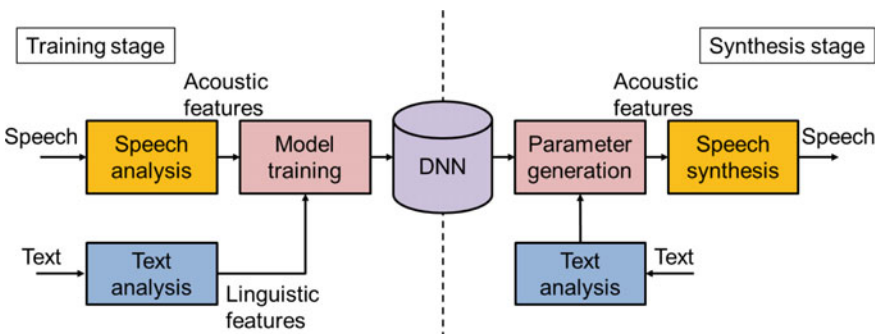 Training stage
Synthesis stage
Acoustic
features
Acoustic
features
Speech
Speech
analysis
Model
training
DNN
Parameter
generation
Speech
synthesis
Speech
Text
Text
analysis
Linguistic
features
Text
analysis
Text